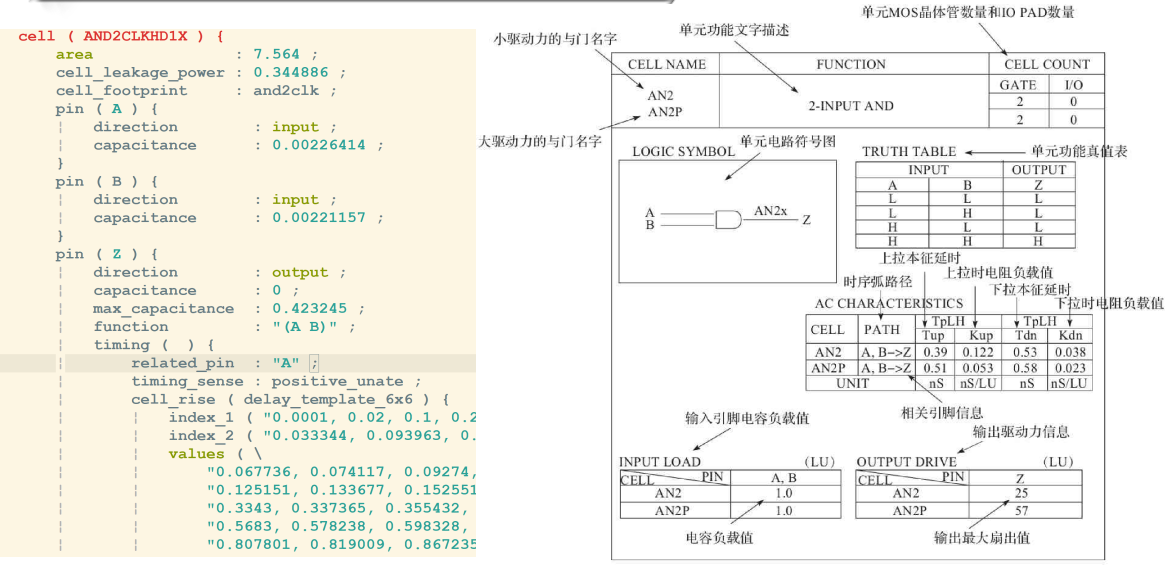 cell ( AND2CLKHD1X ) {
area : 7.564 ;
cell_leakage_power : 0.344886 ;
cell_footprint : and2clk ;
pin ( A ) {
direction : input ;
capacitance : 0.00226414 ;
}
pin ( B ) {
direction : input ;
capacitance : 0.00221157 ;
}
pin ( Z ) {
direction : output ;
capacitance : 0 ;
max_capacitance : 0.423245 ;
function : "(A B)" ;
timing ( ) {
related_pin : "A" ;
timing_sense : positive_unate ;
cell_rise ( delay_template_6x6 ) {
index_1 ( "0.0001, 0.02, 0.1, 0.2
index_2 ( "0.033344, 0.093963, 0.
values ( \
"0.067736, 0.074117, 0.09274,
"0.125151, 0.133677, 0.152551
"0.3343, 0.337365, 0.355432,
"0.5683, 0.578238, 0.598328,
"0.807801, 0.819009, 0.867235
单元MOS晶体管数量和IO PAD数量
单元功能文字描述
小驱动力的与门名字
CELL NAME FUNCTION CELL COUNT
GATE I/O
AN2 2 0
2-INPUT AND
AN2P 2 0
大驱动力的与门名字
单元电路符号图
LOGIC SYMBOL
A
B
AN2x
Z
TRUTH TABLE 单元功能真值表
INPUT OUTPUT
A B Z
L L L
L H L
H L L
H H H
上拉本征延时
上拉时电阻负载值
时序弧路径
下拉本征延时
下拉时电阻负载值
AC CHARACTERISTICS
CELL PATH TpLH TpLH
Tup Kup Tdn Kdn
AN2 A, B->Z 0.39 0.122 0.53 0.038
AN2P A, B->Z 0.51 0.053 0.58 0.023
UNIT nS nS/LU nS nS/LU
相关引脚信息
输入引脚电容负载值
输出驱动力信息
INPUT LOAD (LU)
CELL PIN A, B
AN2 1.0
AN2P 1.0
电容负载值
OUTPUT DRIVE (LU)
CELL PIN Z
AN2 25
AN2P 57
输出最大扇出值